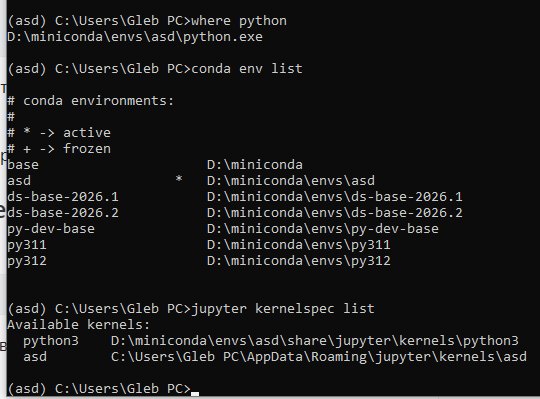 (asd) C:\Users\Gleb PC>where python
D:\miniconda\envs\asd\python.exe
(asd) C:\Users\Gleb PC>conda env list
# conda environments:
#
# * -> active
# + -> frozen
base                     D:\miniconda
asd                  *   D:\miniconda\envs\asd
ds-base-2026.1           D:\miniconda\envs\ds-base-2026.1
ds-base-2026.2           D:\miniconda\envs\ds-base-2026.2
py-dev-base              D:\miniconda\envs\py-dev-base
py311                    D:\miniconda\envs\py311
py312                    D:\miniconda\envs\py312
(asd) C:\Users\Gleb PC>jupyter kernelspec list
Available kernels:
  python3    D:\miniconda\envs\asd\share\jupyter\kernels\python3
  asd        C:\Users\Gleb PC\AppData\Roaming\jupyter\kernels\asd
(asd) C:\Users\Gleb PC>